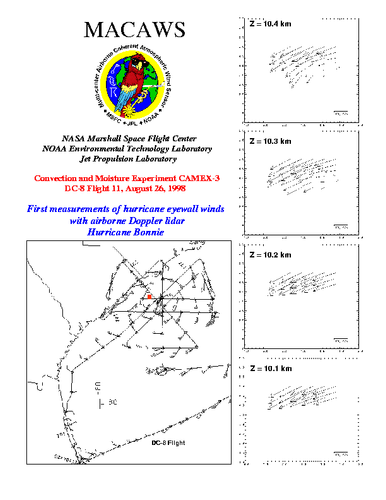 MACAWS
Multi-center Airborne Coherent Atmospheric Wind Sensor
MSFC • JPL • NOAA
NASA Marshall Space Flight Center
NOAA Environmental Technology Laboratory
Jet Propulsion Laboratory
Convection and Moisture Experiment CAMEX-3
DC-8 Flight 11, August 26, 1998
First measurements of hurricane eyewall winds
with airborne Doppler lidar
Hurricane Bonnie
DC-8 Flight
Z = 10.4 km
Z = 10.3 km
Z = 10.2 km
Z = 10.1 km